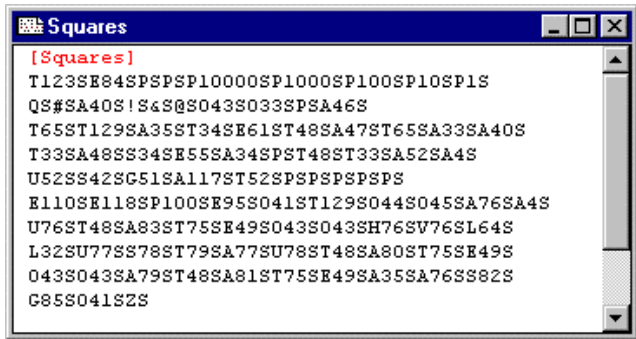 Squares
[Squares]
T123SE84SPSPSP10000SP1000SP100SP10SP1S
QS#SA40S!S&S@S043S033SPSA46S
T65ST129SA35ST34SE61ST48SA47ST65SA33SA40S
T33SA48SS34SE55SA34SPST48ST33SA52SA4S
U52SS42SG51SA117ST52SPSPSPSPSPS
E110SE118SP100SE95S041ST129S044S045SA76SA4S
U76ST48SA83ST75SE49S043S043SH76SV76SL64S
L32SU77SS78ST79SA77SU78ST48SA80ST75SE49S
043S043SA79ST48SA81ST75SE49SA35SA76SS82S
G85S041SZS